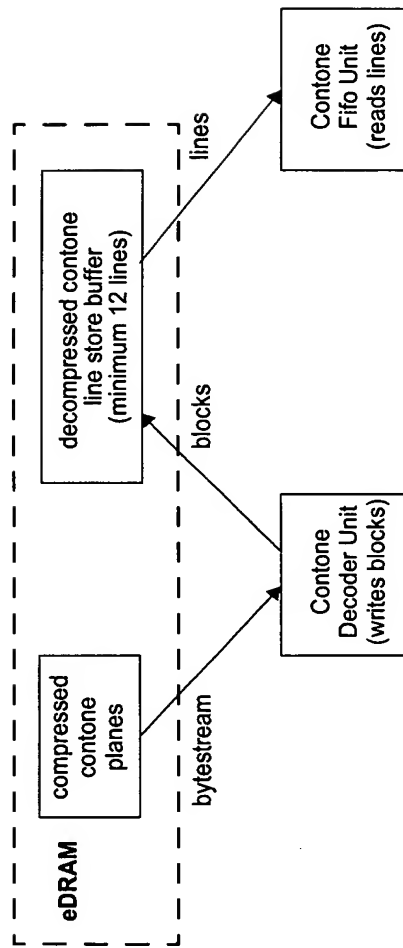 eDRAM
compressed
contone
planes
decompressed contone
line store buffer
(minimum 12 lines)
bytestream
blocks
lines
Contone
Decoder Unit
(writes blocks)
Contone
Fifo Unit
(reads lines)